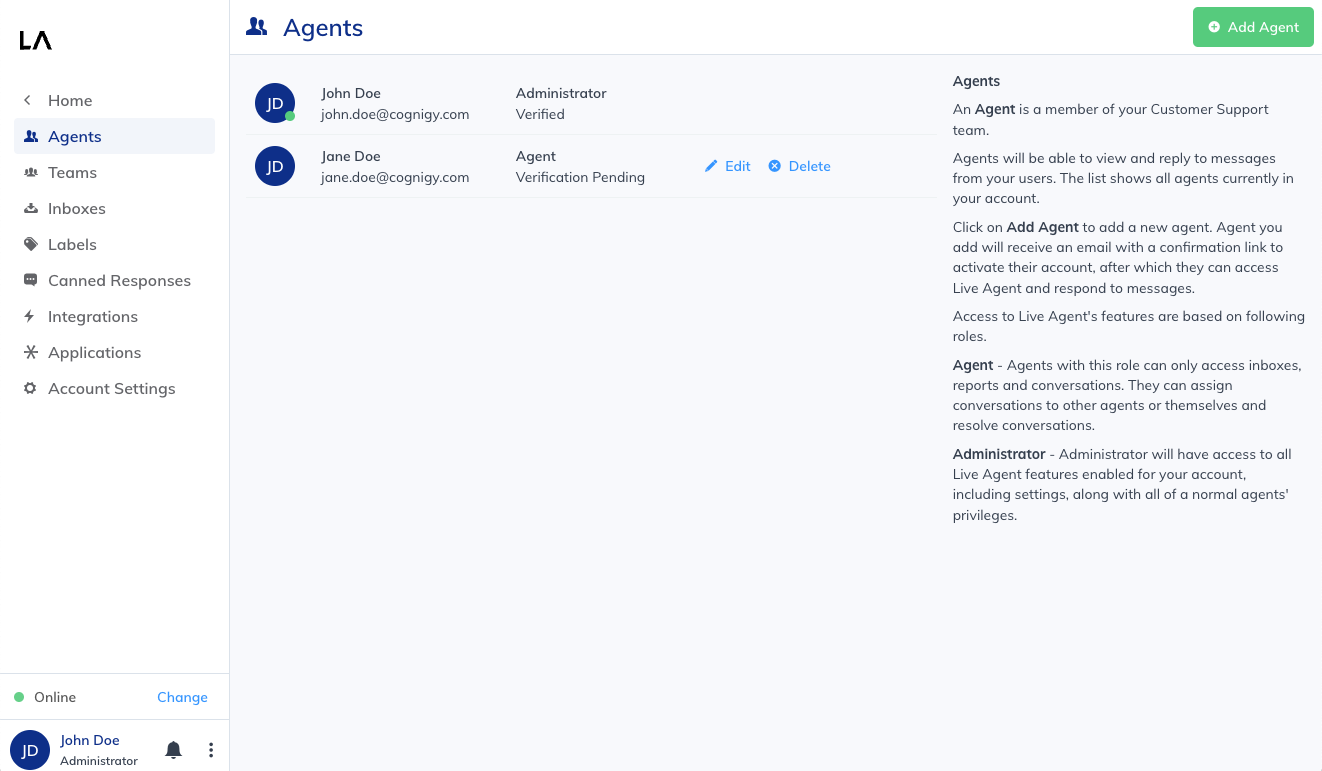 LA
Home
Agents
Teams
Inboxes
Labels
Canned Responses
Integrations
Applications
Account Settings
Online Change
JD
John Doe
Administrator
Agents
Add Agent
JD
John Doe
john.doe@cognigy.com
Administrator
Verified
JD
Jane Doe
jane.doe@cognigy.com
Agent
Verification Pending
Edit Delete
Agents
An Agent is a member of your Customer Support
team.
Agents will be able to view and reply to messages
from your users. The list shows all agents currently in
your account.
Click on Add Agent to add a new agent. Agent you
add will receive an email with a confirmation link to
activate their account, after which they can access
Live Agent and respond to messages.
Access to Live Agent's features are based on following
roles.
Agent - Agents with this role can only access inboxes,
reports and conversations. They can assign
conversations to other agents or themselves and
resolve conversations.
Administrator - Administrator will have access to all
Live Agent features enabled for your account,
including settings, along with all of a normal agents'
privileges.